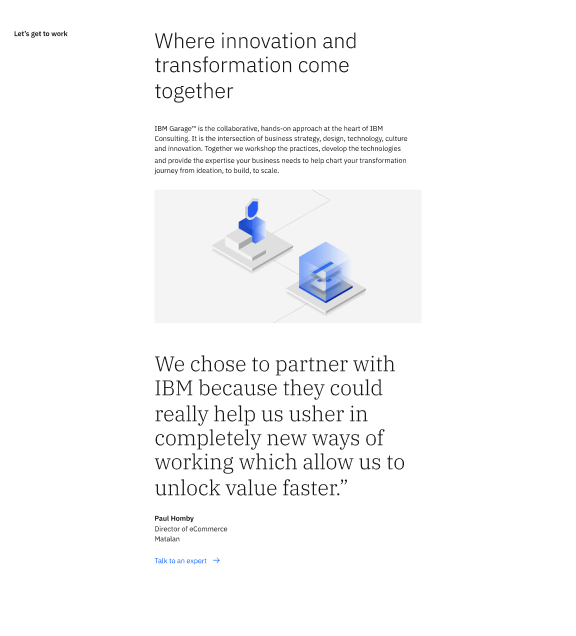 Let's get to work
Where innovation and
transformation come
together
IBM Garage™ is the collaborative, hands-on approach at the heart of IBM
Consulting. It is the intersection of business strategy, design, technology, culture
and innovation. Together we workshop the practices, develop the technologies
and provide the expertise your business needs to help chart your transformation
journey from ideation, to build, to scale.
We chose to partner with
IBM because they could
really help us usher in
completely new ways of
working which allow us to
unlock value faster.”
Paul Homby
Director of eCommerce
Matalan
Talk to an expert →